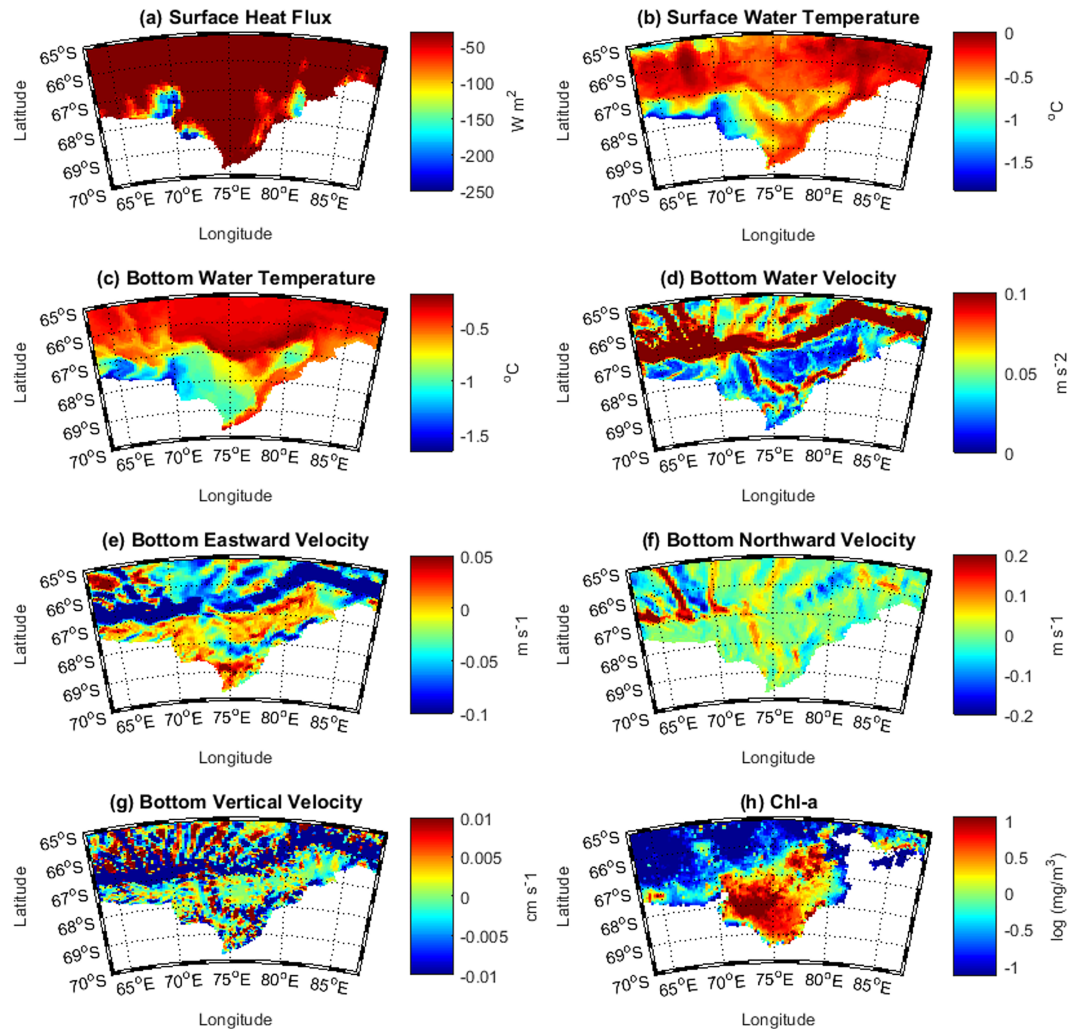 (a) Surface Heat Flux
65°S
66°S
67°S
68°S
69°S
70°S
65°E
70°E
75°E
80°E
85°E
Latitude
Longitude
-50
-100
-150
-200
-250
W m²
(b) Surface Water Temperature
65°S
66°S
67°S
68°S
69°S
70°S
65°E
70°E
75°E
80°E
85°E
Latitude
Longitude
0
-0.5
-1
-1.5
°C
(c) Bottom Water Temperature
65°S
66°S
67°S
68°S
69°S
70°S
65°E
70°E
75°E
80°E
85°E
Latitude
Longitude
-0.5
-1
-1.5
°C
(d) Bottom Water Velocity
65°S
66°S
67°S
68°S
69°S
70°S
65°E
70°E
75°E
80°E
85°E
Latitude
Longitude
0.1
0.05
0
m s-2
(e) Bottom Eastward Velocity
65°S
66°S
67°S
68°S
69°S
70°S
65°E
70°E
75°E
80°E
85°E
Latitude
Longitude
0.05
0
-0.05
-0.1
m s⁻¹
(f) Bottom Northward Velocity
65°S
66°S
67°S
68°S
69°S
70°S
65°E
70°E
75°E
80°E
85°E
Latitude
Longitude
0.2
0.1
0
-0.1
-0.2
m s⁻¹
(g) Bottom Vertical Velocity
65°S
66°S
67°S
68°S
69°S
70°S
65°E
70°E
75°E
80°E
85°E
Latitude
Longitude
0.01
0.005
0
-0.005
-0.01
cm s⁻¹
(h) Chl-a
65°S
66°S
67°S
68°S
69°S
70°S
65°E
70°E
75°E
80°E
85°E
Latitude
Longitude
1
0.5
0
-0.5
-1
log (mg/m³)